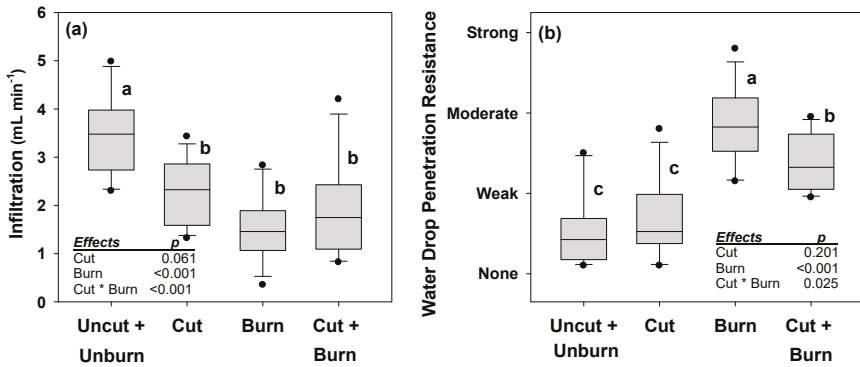 (a)
Infiltration (mL min⁻¹)
6
5
4
3
2
1
0
a
b
b
b
Effects p
Cut 0.061
Burn <0.001
Cut * Burn <0.001
Uncut + Cut Burn Cut +
Unburn Burn
(b)
Water Drop Penetration Resistance
Strong
Moderate
Weak
None
c
c
a
b
Effects p
Cut 0.201
Burn <0.001
Cut * Burn 0.025
Uncut + Cut Burn Cut +
Unburn Burn